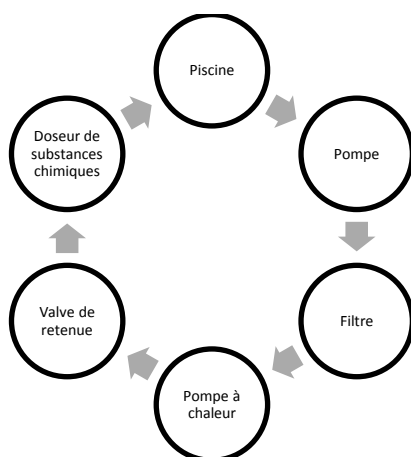 Piscine
Pompe
Filtre
Pompe à
chaleur
Valve de
retenue
Doseur de
substances
chimiques